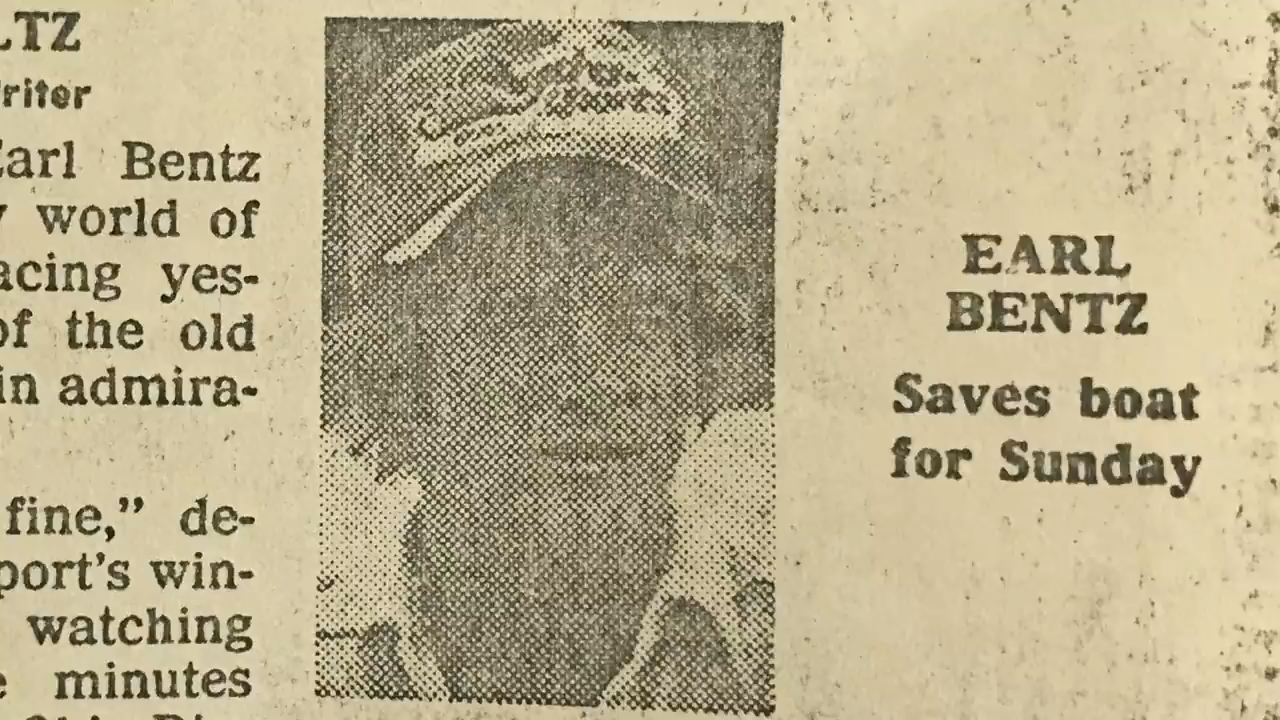 LTZ
riter
Earl Bentz
y world of
acing yes-
of the old
in admira-
fine,” de-
port's win-
watching
e minutes
EARL
BENTZ
Saves boat
for Sunday